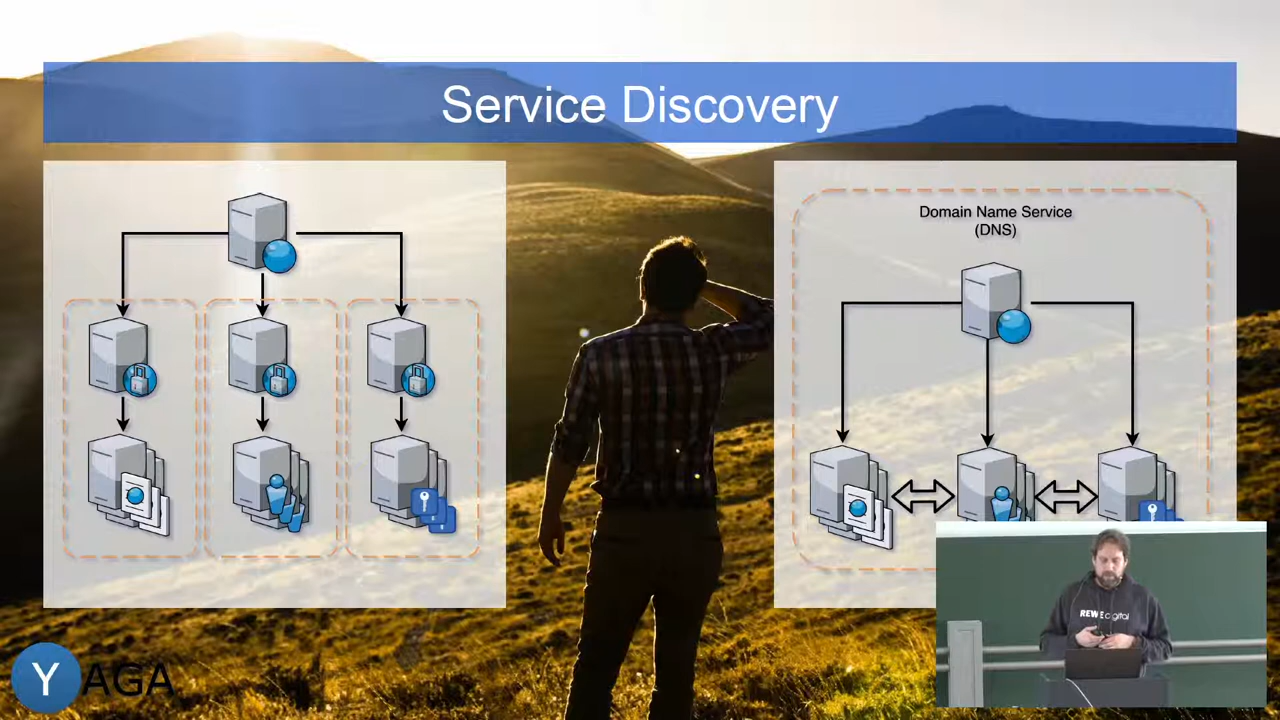 Service Discovery
Domain Name Service
(DNS)
REWE digital
YAGA